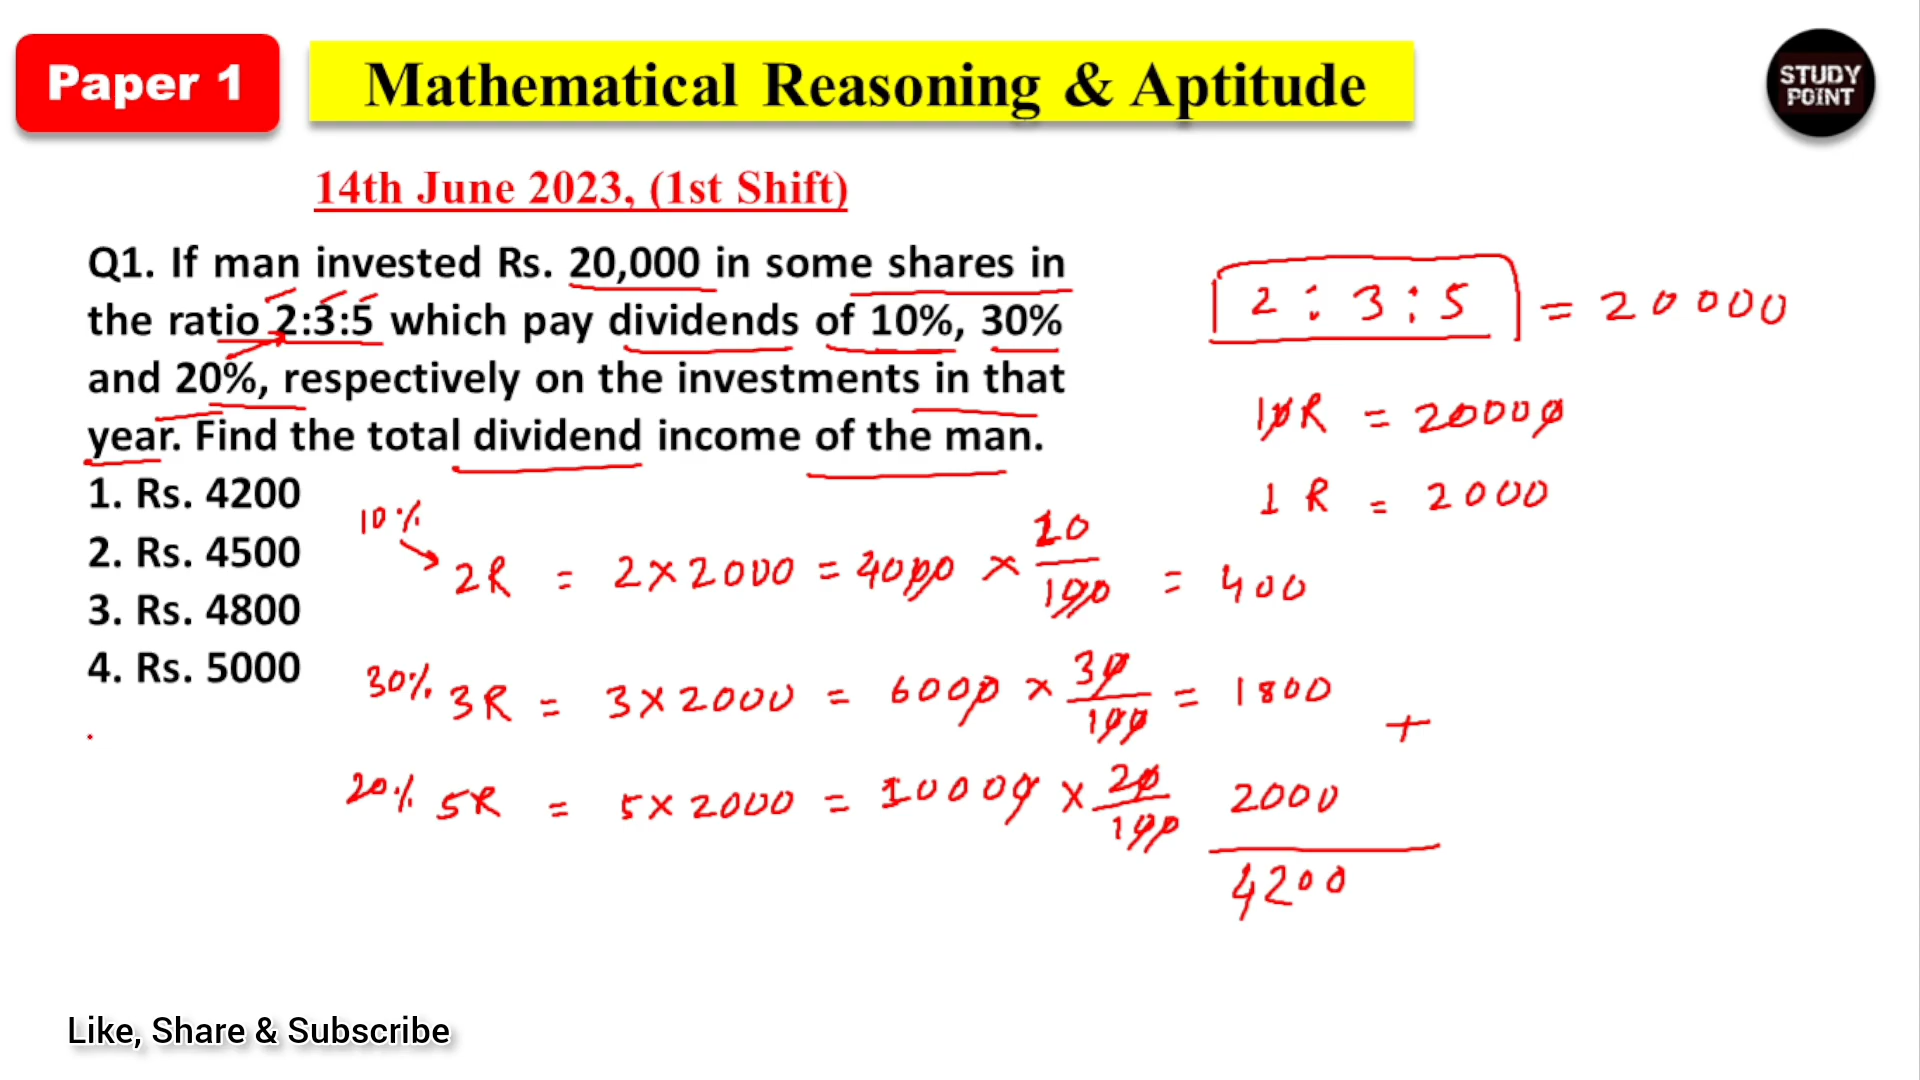 Paper 1
Mathematical Reasoning & Aptitude
STUDY
POINT
14th June 2023, (1st Shift)
Q1. If man invested Rs. 20,000 in some shares in
the ratio 2:3:5 which pay dividends of 10%, 30%
and 20%, respectively on the investments in that
year. Find the total dividend income of the man.
1. Rs. 4200
2. Rs. 4500
3. Rs. 4800
4. Rs. 5000
2 : 3 : 5 = 20000
10R = 20000
1 R = 2000
10%
2R = 2×2000 = 4000 × 10/100 = 400
30% 3R = 3×2000 = 6000 × 30/100 = 1800
+
20% 5R = 5×2000 = 10000 × 20/100 2000
4200
Like, Share & Subscribe